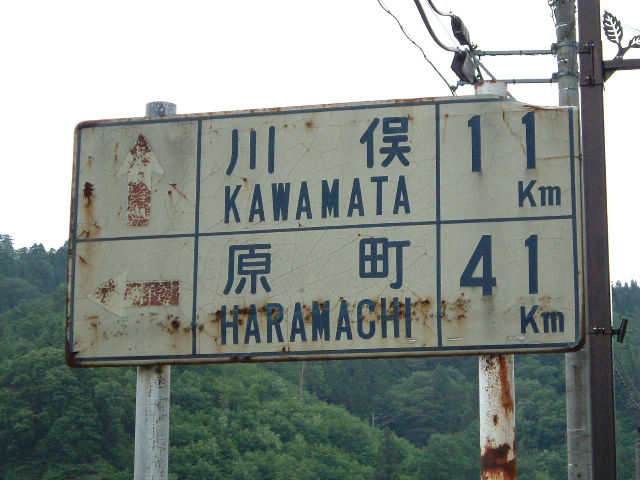 川俣 11
KAWAMATA Km
原町 41
HARAMACHI Km